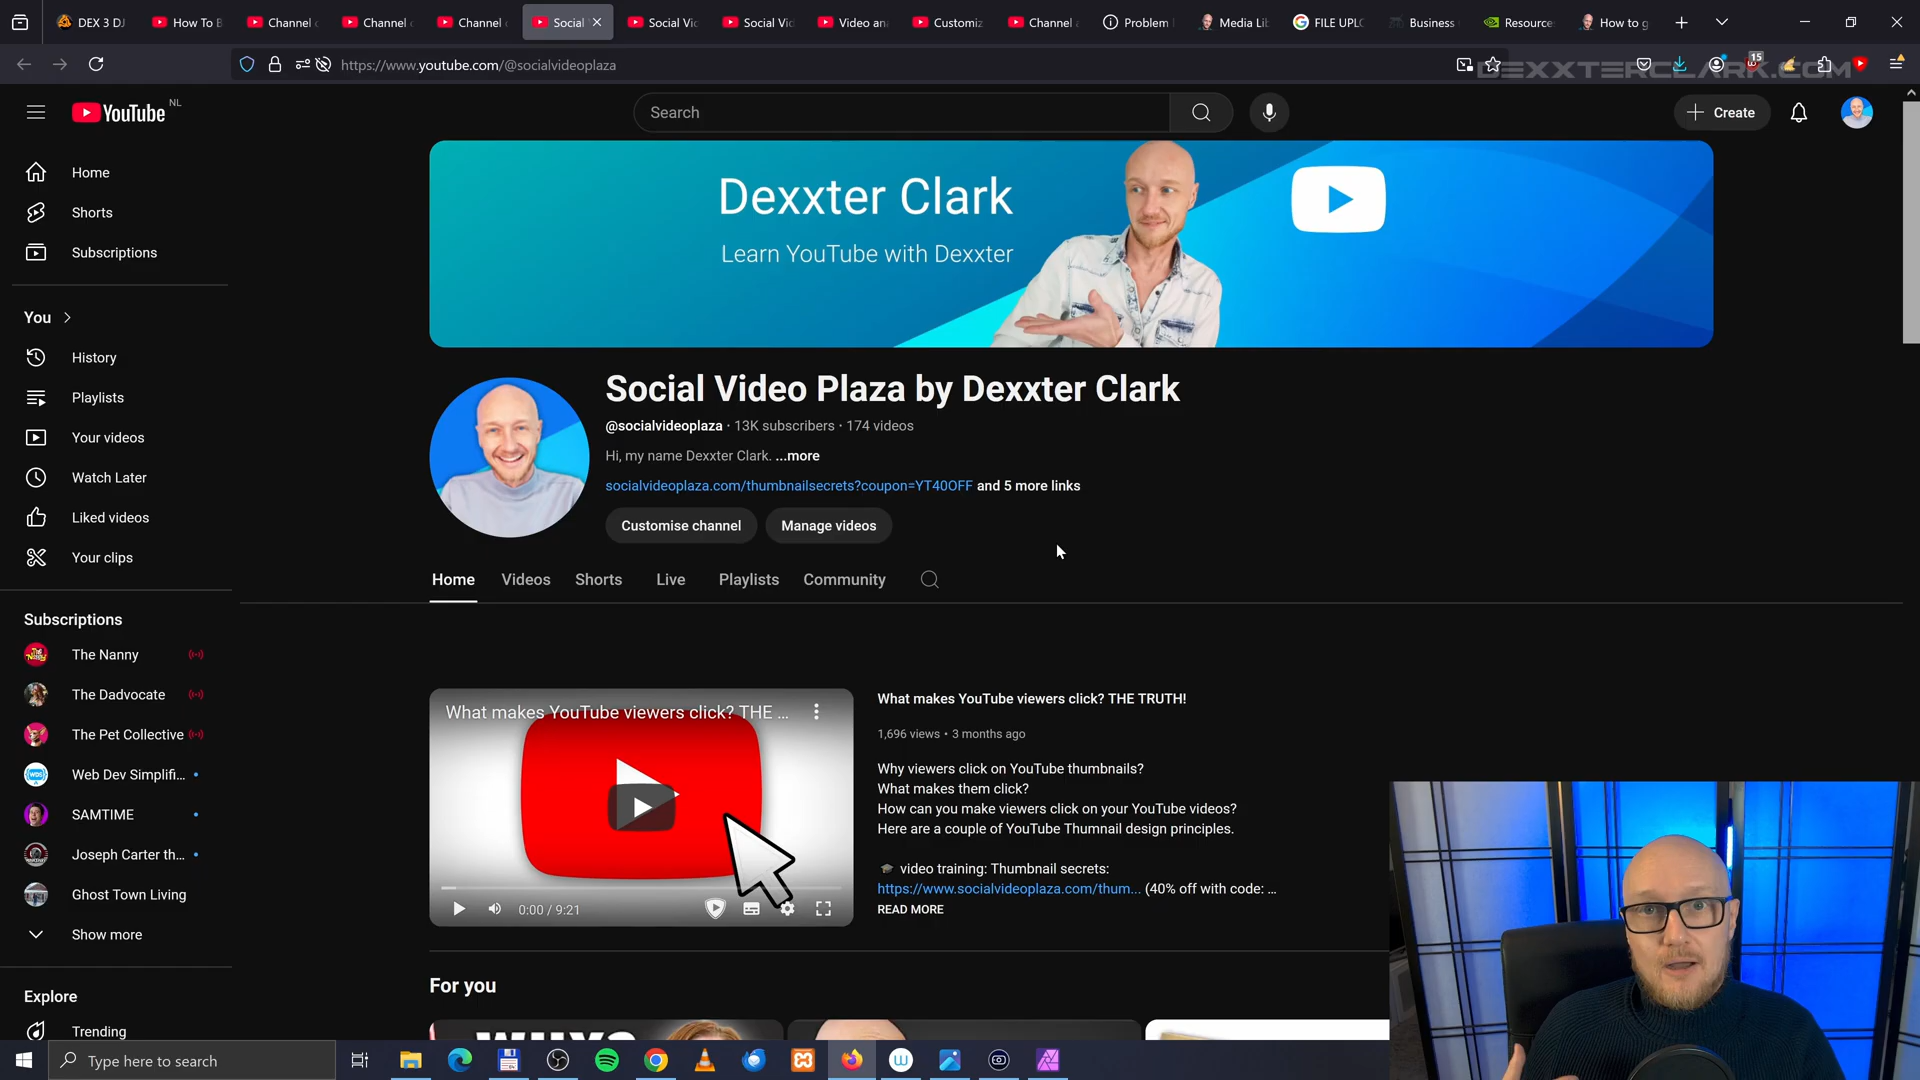 DEX 3 DJ
How To B
Channel
Channel
Channel
Social
Social Vic
Social Vid
Video an
Customiz
Channel
Problem
Media Lib
FILE UPLO
Business
Resource
How to g
https://www.youtube.com/@socialvideoplaza
15
DEXXTERCLARK.COM
YouTube NL
Search
Create
Home
Shorts
Subscriptions
You
History
Playlists
Your videos
Watch Later
Liked videos
Your clips
Subscriptions
The Nanny
The Dadvocate
The Pet Collective
Web Dev Simplifi...
SAMTIME
Joseph Carter th...
Ghost Town Living
Show more
Explore
Trending
Dexxter Clark
Learn YouTube with Dexxter
Social Video Plaza by Dexxter Clark
@socialvideoplaza · 13K subscribers · 174 videos
Hi, my name Dexxter Clark. ...more
socialvideoplaza.com/thumbnailsecrets?coupon=YT40OFF and 5 more links
Customise channel
Manage videos
Home
Videos
Shorts
Live
Playlists
Community
What makes YouTube viewers click? THE ...
0:00 / 9:21
What makes YouTube viewers click? THE TRUTH!
1,696 views • 3 months ago
Why viewers click on YouTube thumbnails?
What makes them click?
How can you make viewers click on your YouTube videos?
Here are a couple of YouTube Thumnail design principles.
video training: Thumbnail secrets:
https://www.socialvideoplaza.com/thum... (40% off with code: ...
READ MORE
For you
Type here to search